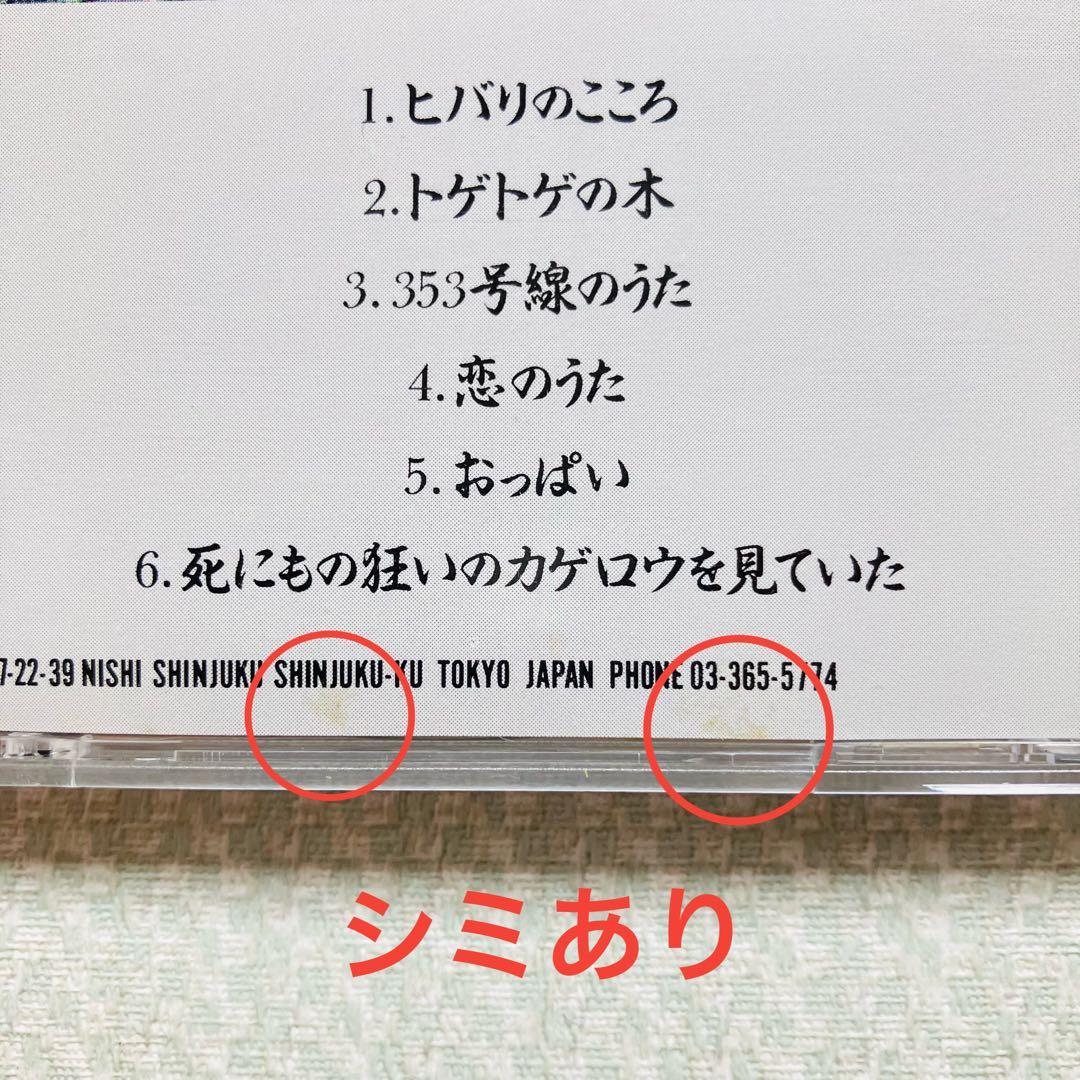 1.ヒバリのこころ
2.トゲトゲの木
3.353号線のうた
4.恋のうた
5.おっぱい
6.死にもの狂いのカゲロウを見ていた
7-22-39 NISHI SHINJUKU SHINJUKU-KU TOKYO JAPAN PHONE 03-365-5774
シミあり